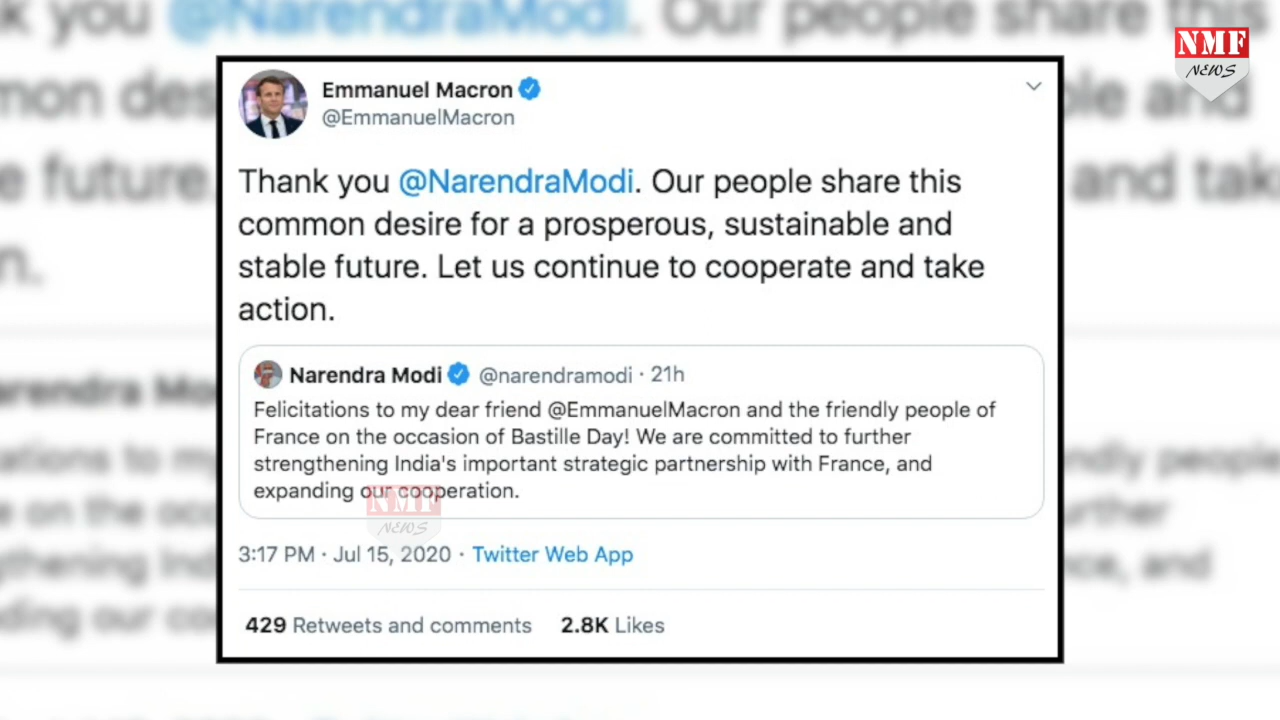 NMF
NEWS
Emmanuel Macron
@EmmanuelMacron
Thank you @NarendraModi. Our people share this
common desire for a prosperous, sustainable and
stable future. Let us continue to cooperate and take
action.
Narendra Modi @narendramodi · 21h
Felicitations to my dear friend @EmmanuelMacron and the friendly people of
France on the occasion of Bastille Day! We are committed to further
strengthening India's important strategic partnership with France, and
expanding our cooperation.
NMF
NEWS
3:17 PM · Jul 15, 2020 · Twitter Web App
429 Retweets and comments 2.8K Likes